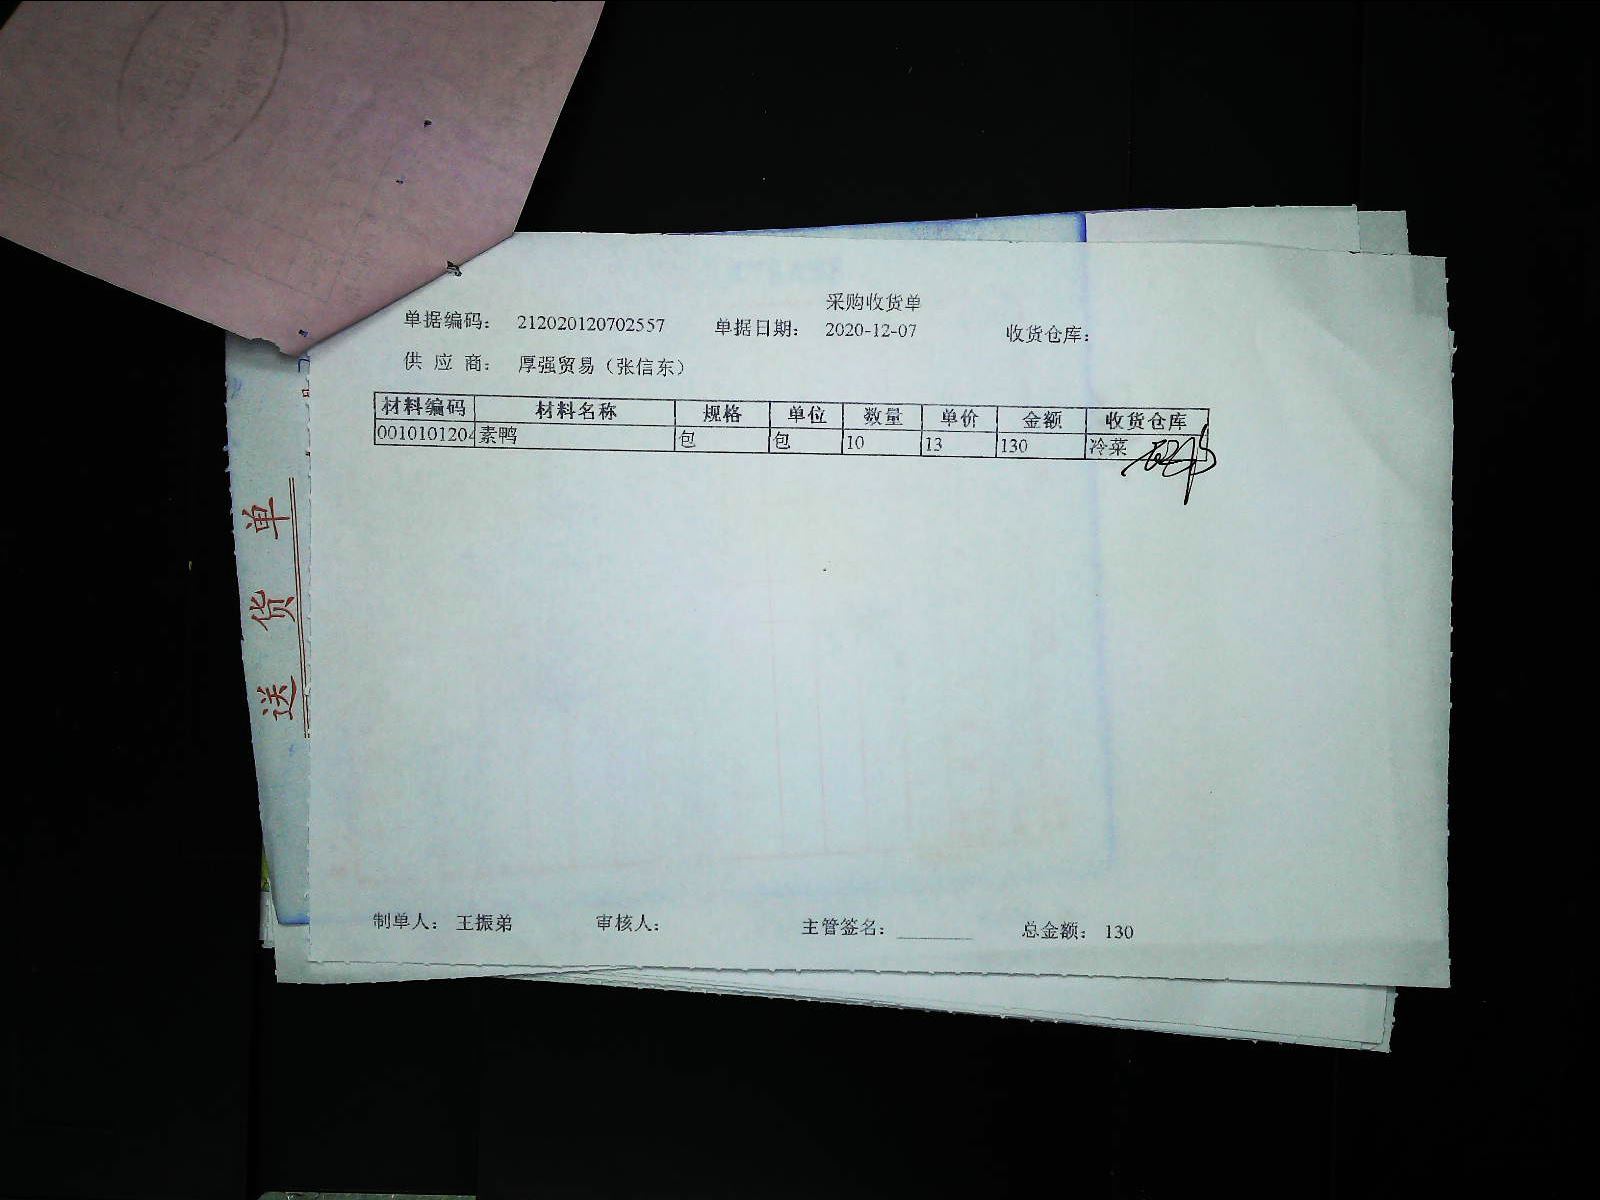 采购收货单
单据编码： 212020120702557 单据日期： 2020-12-07 收货仓库：
供 应 商： 厚强贸易（张信东）
材料编码 材料名称 规格 单位 数量 单价 金额 收货仓库
0010101204 素鸭 包 包 10 13 130 冷菜
制单人： 王振弟 审核人： 主管签名： ________ 总金额： 130
送货单